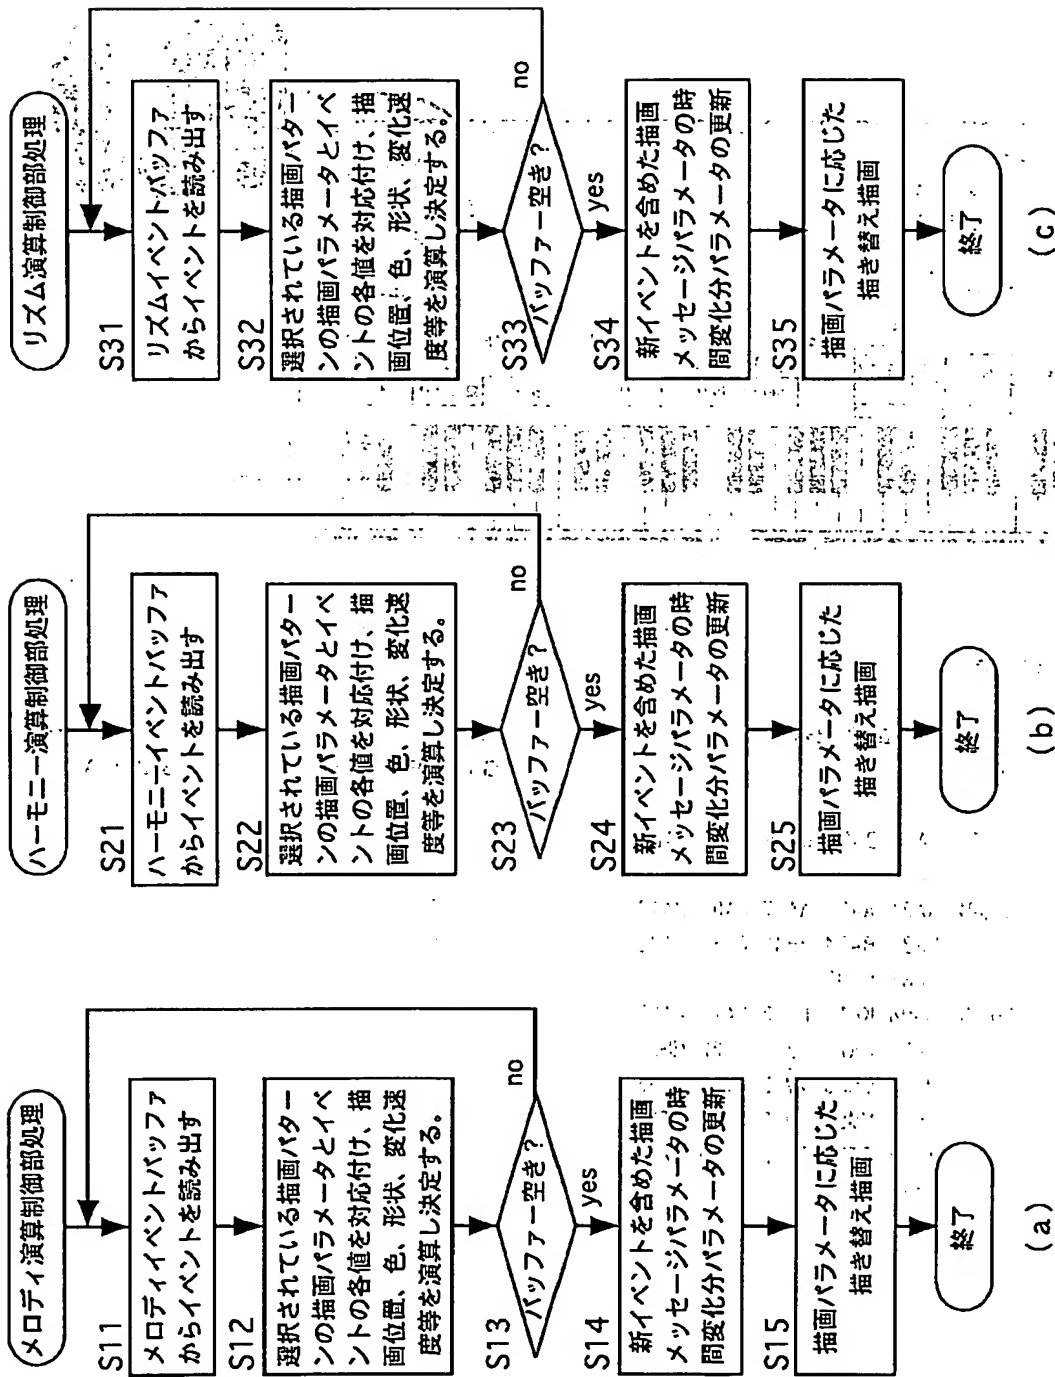 メロディ演算制御部処理
S11
メロディイベントバッファ
からイベントを読み出す
S12
選択されている描画パター
ンの描画パラメータとイベ
ントの各値を対応付け、描
画位置、色、形状、変化速
度等を演算し決定する。
S13
バッファー空き?
no
yes
S14
新イベントを含めた描画
メッセージパラメータの時
間変化分パラメータの更新
S15
描画パラメータに応じた
描き替え描画
終了
(a)
ハーモニー演算制御部処理
S21
ハーモニーイベントバッファ
からイベントを読み出す
S22
選択されている描画パター
ンの描画パラメータとイベ
ントの各値を対応付け、描
画位置、色、形状、変化速
度等を演算し決定する。
S23
バッファー空き?
no
yes
S24
新イベントを含めた描画
メッセージパラメータの時
間変化分パラメータの更新
S25
描画パラメータに応じた
描き替え描画
終了
(b)
リズム演算制御部処理
S31
リズムイベントバッファ
からイベントを読み出す
S32
選択されている描画パター
ンの描画パラメータとイベ
ントの各値を対応付け、描
画位置、色、形状、変化速
度等を演算し決定する。
S33
バッファー空き?
no
yes
S34
新イベントを含めた描画
メッセージパラメータの時
間変化分パラメータの更新
S35
描画パラメータに応じた
描き替え描画
終了
(c)